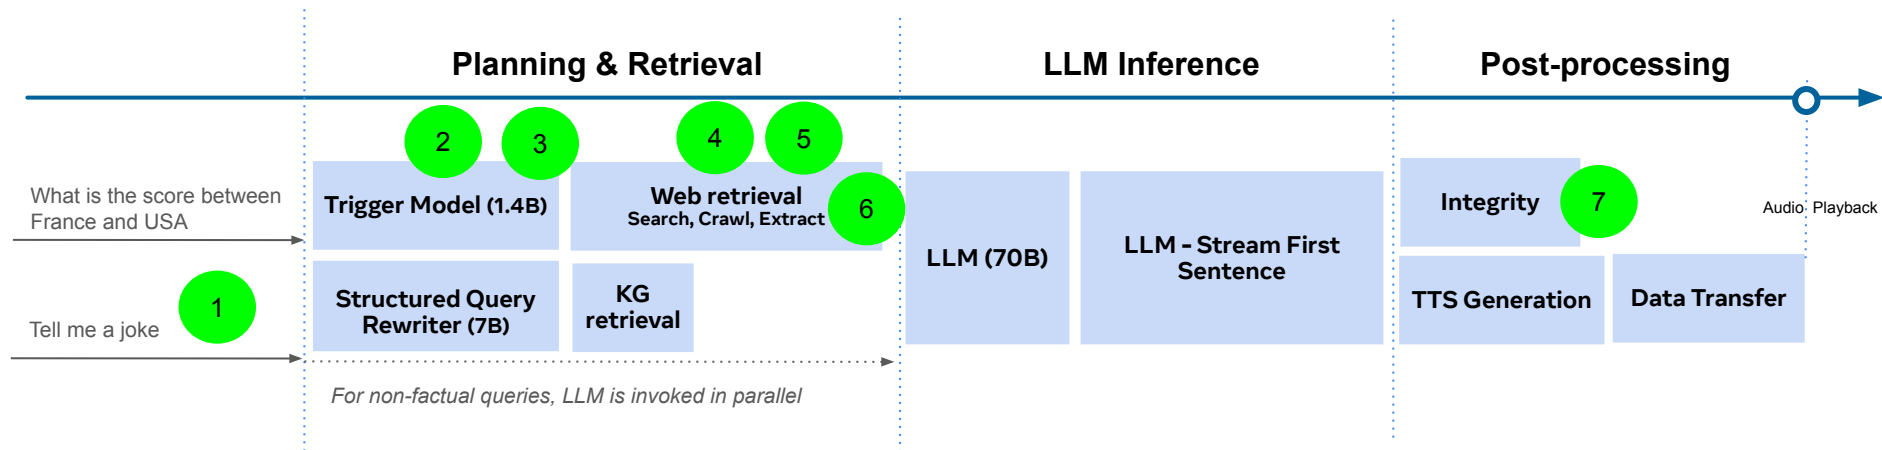 Planning & Retrieval
LLM Inference
Post-processing
2
3
4
5
What is the score between
France and USA
Trigger Model (1.4B)
Web retrieval
Search, Crawl, Extract
6
Integrity
7
Audio Playback
LLM (70B)
LLM - Stream First
Sentence
1
Tell me a joke
Structured Query
Rewriter (7B)
KG
retrieval
TTS Generation
Data Transfer
For non-factual queries, LLM is invoked in parallel